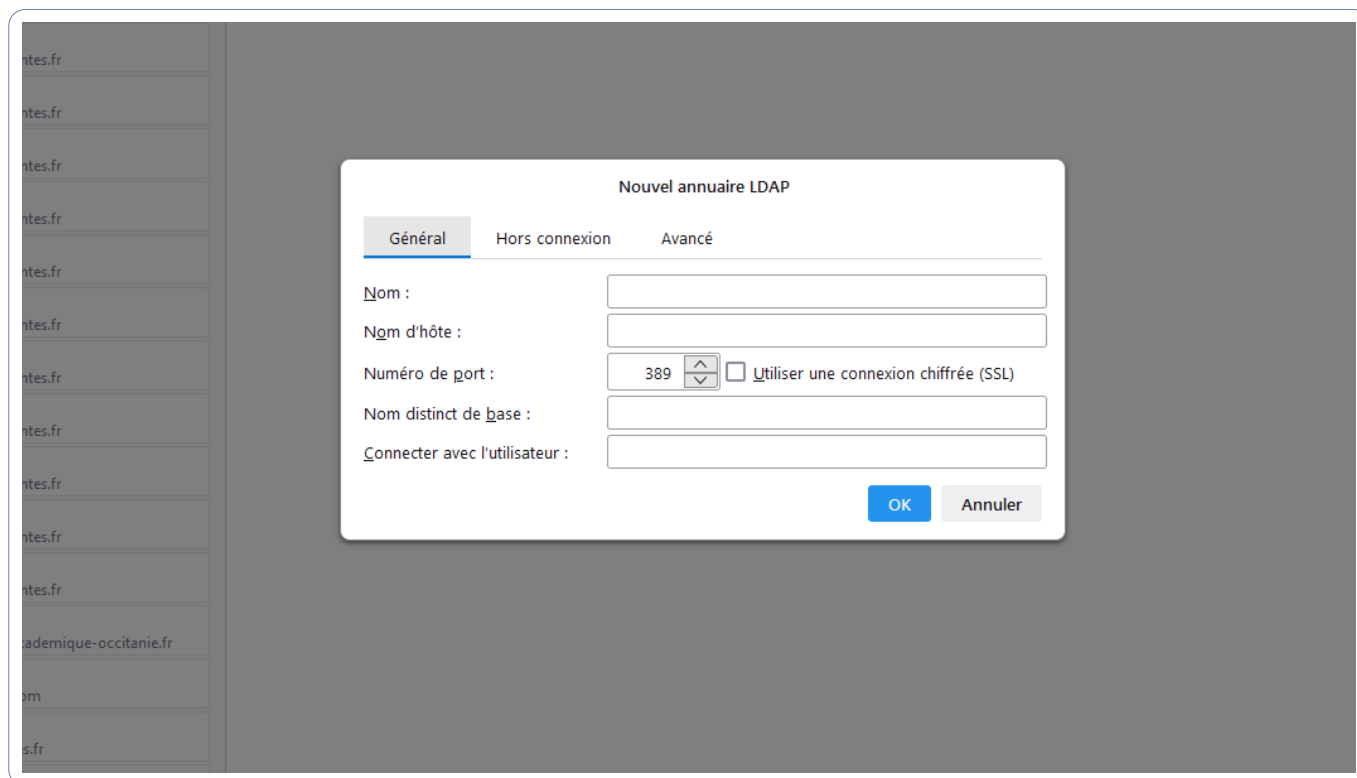 ntes.fr
ntes.fr
ntes.fr
ntes.fr
ntes.fr
ntes.fr
ntes.fr
ntes.fr
ntes.fr
ntes.fr
ntes.fr
cademique-occitanie.fr
om
s.fr
Nouvel annuaire LDAP
Général Hors connexion Avancé
Nom :
Nom d'hôte :
Numéro de port : 389 Utiliser une connexion chiffrée (SSL)
Nom distinct de base :
Connecter avec l'utilisateur :
OK Annuler